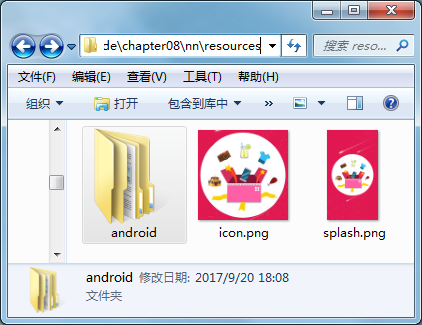 de\chapter08\nn\resources
搜索 reso...
文件(F) 编辑(E) 查看(V) 工具(T) 帮助(H)
组织 打开 包含到库中 »
android icon.png splash.png
android 修改日期: 2017/9/20 18:08
文件夹